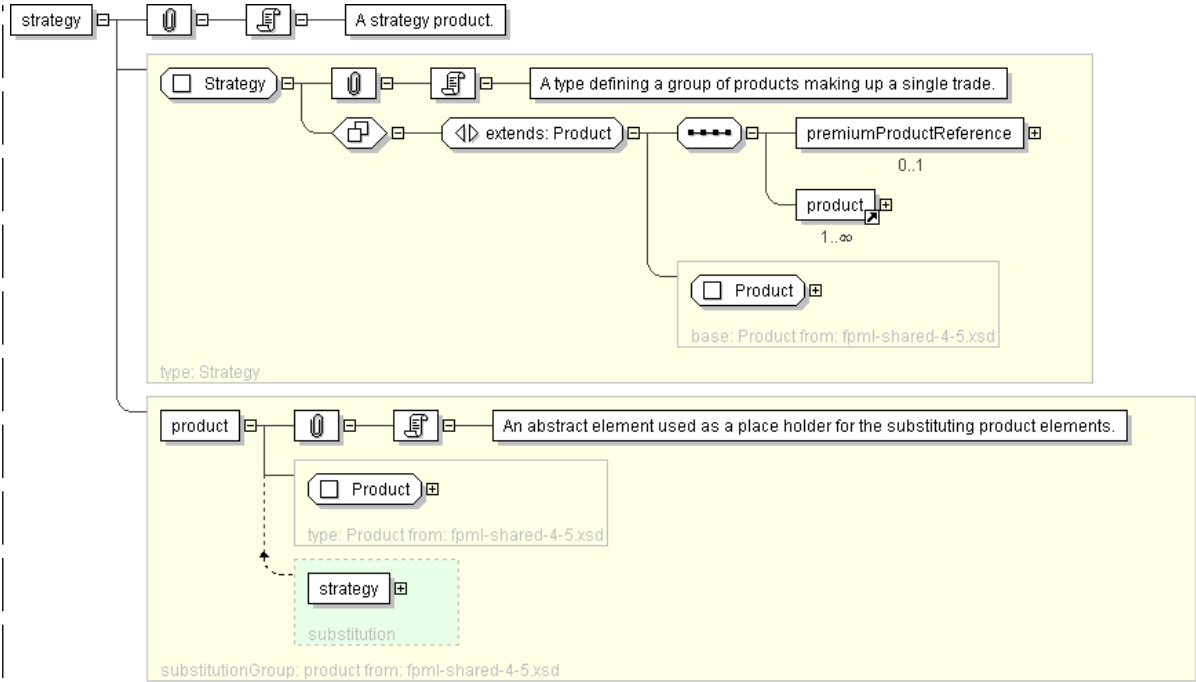 strategy A strategy product.
Strategy A type defining a group of products making up a single trade.
extends: Product premiumProductReference
0..1
product
1..∞
Product
base: Product from: fpml-shared-4-5.xsd
type: Strategy
product An abstract element used as a place holder for the substituting product elements.
Product
type: Product from: fpml-shared-4-5.xsd
strategy
substitution
substitutionGroup: product from: fpml-shared-4-5.xsd